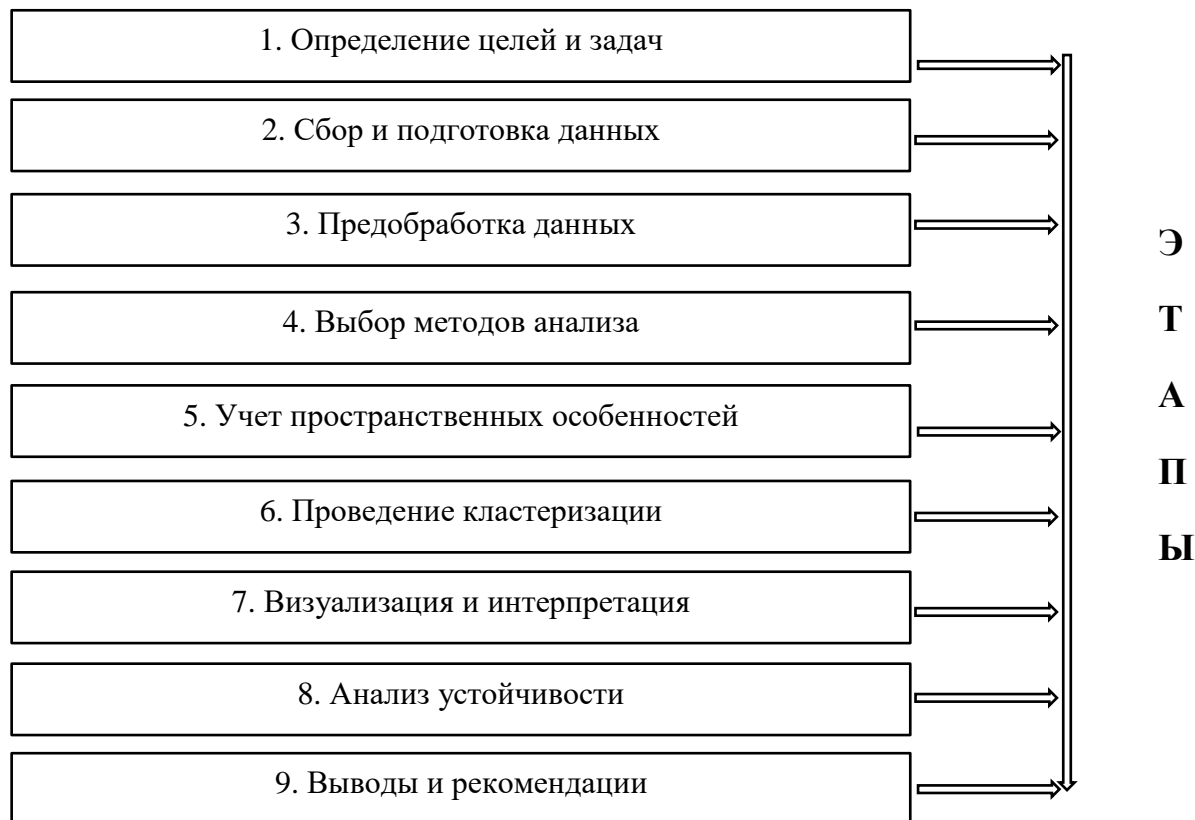 1. Определение целей и задач
2. Сбор и подготовка данных
3. Предобработка данных
4. Выбор методов анализа
5. Учет пространственных особенностей
6. Проведение кластеризации
7. Визуализация и интерпретация
8. Анализ устойчивости
9. Выводы и рекомендации
Э
Т
А
П
Ы